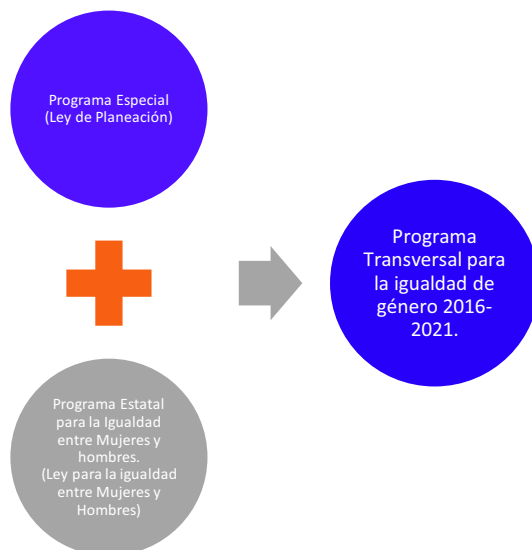 Programa Especial
(Ley de Planeación)
Programa
Transversal para
la igualdad de
género 2016-
2021.
Programa Estatal
para la Igualdad
entre Mujeres y
hombres.
(Ley para la igualdad
entre Mujeres y
Hombres)